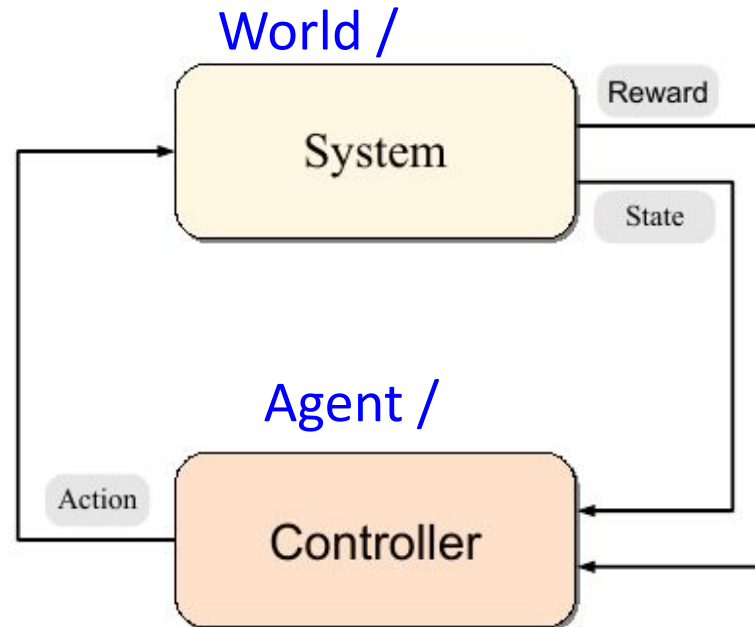 World /
Reward
System
State
Agent /
Action
Controller